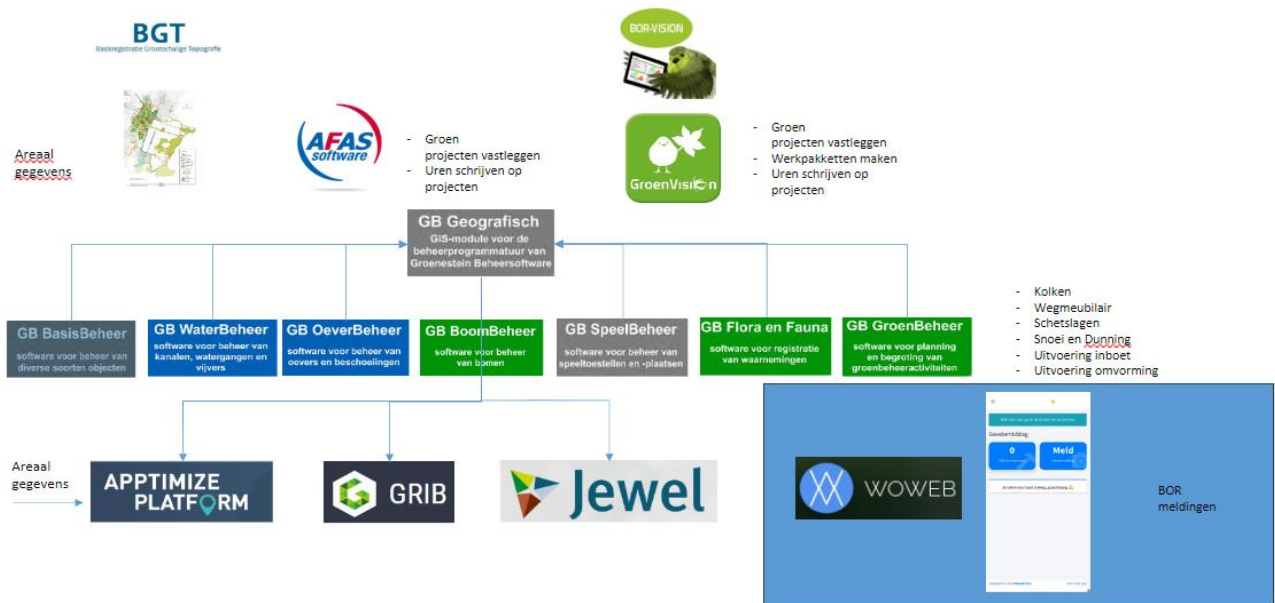 BGT
Basisregistratie Grootschalige Topografie
BOR-VISION
Areaal
gegevens
AFAS
software
- Groen
projecten vastleggen
- Uren schrijven op
projecten
GroenVision
- Groen
projecten vastleggen
- Werkpakketten maken
- Uren schrijven op
projecten
GB Geografisch
GIS-module voor de
beheerprogrammatuur van
Groenestein Beheersoftware
GB BasisBeheer
software voor beheer van
diverse soorten objecten
GB WaterBeheer
software voor beheer van
kanalen, watergangen en
vijvers
GB OeverBeheer
software voor beheer van
oevers en beschoeiingen
GB BoomBeheer
software voor beheer
van bomen
GB SpeelBeheer
software voor beheer van
speeltoestellen en -plaatsen
GB Flora en Fauna
software voor registratie
van waarnemingen
GB GroenBeheer
software voor planning
en begroting van
groenbeheeractiviteiten
- Kolken
- Wegmeubilair
- Schetslagen
- Snoei en Dunning
- Uitvoering inboet
- Uitvoering omvorming
Areaal
gegevens
APPTIMIZE
PLATFORM
GRIB
Jewel
WOWEB
Goedemiddag
0
Meld
BOR
meldingen